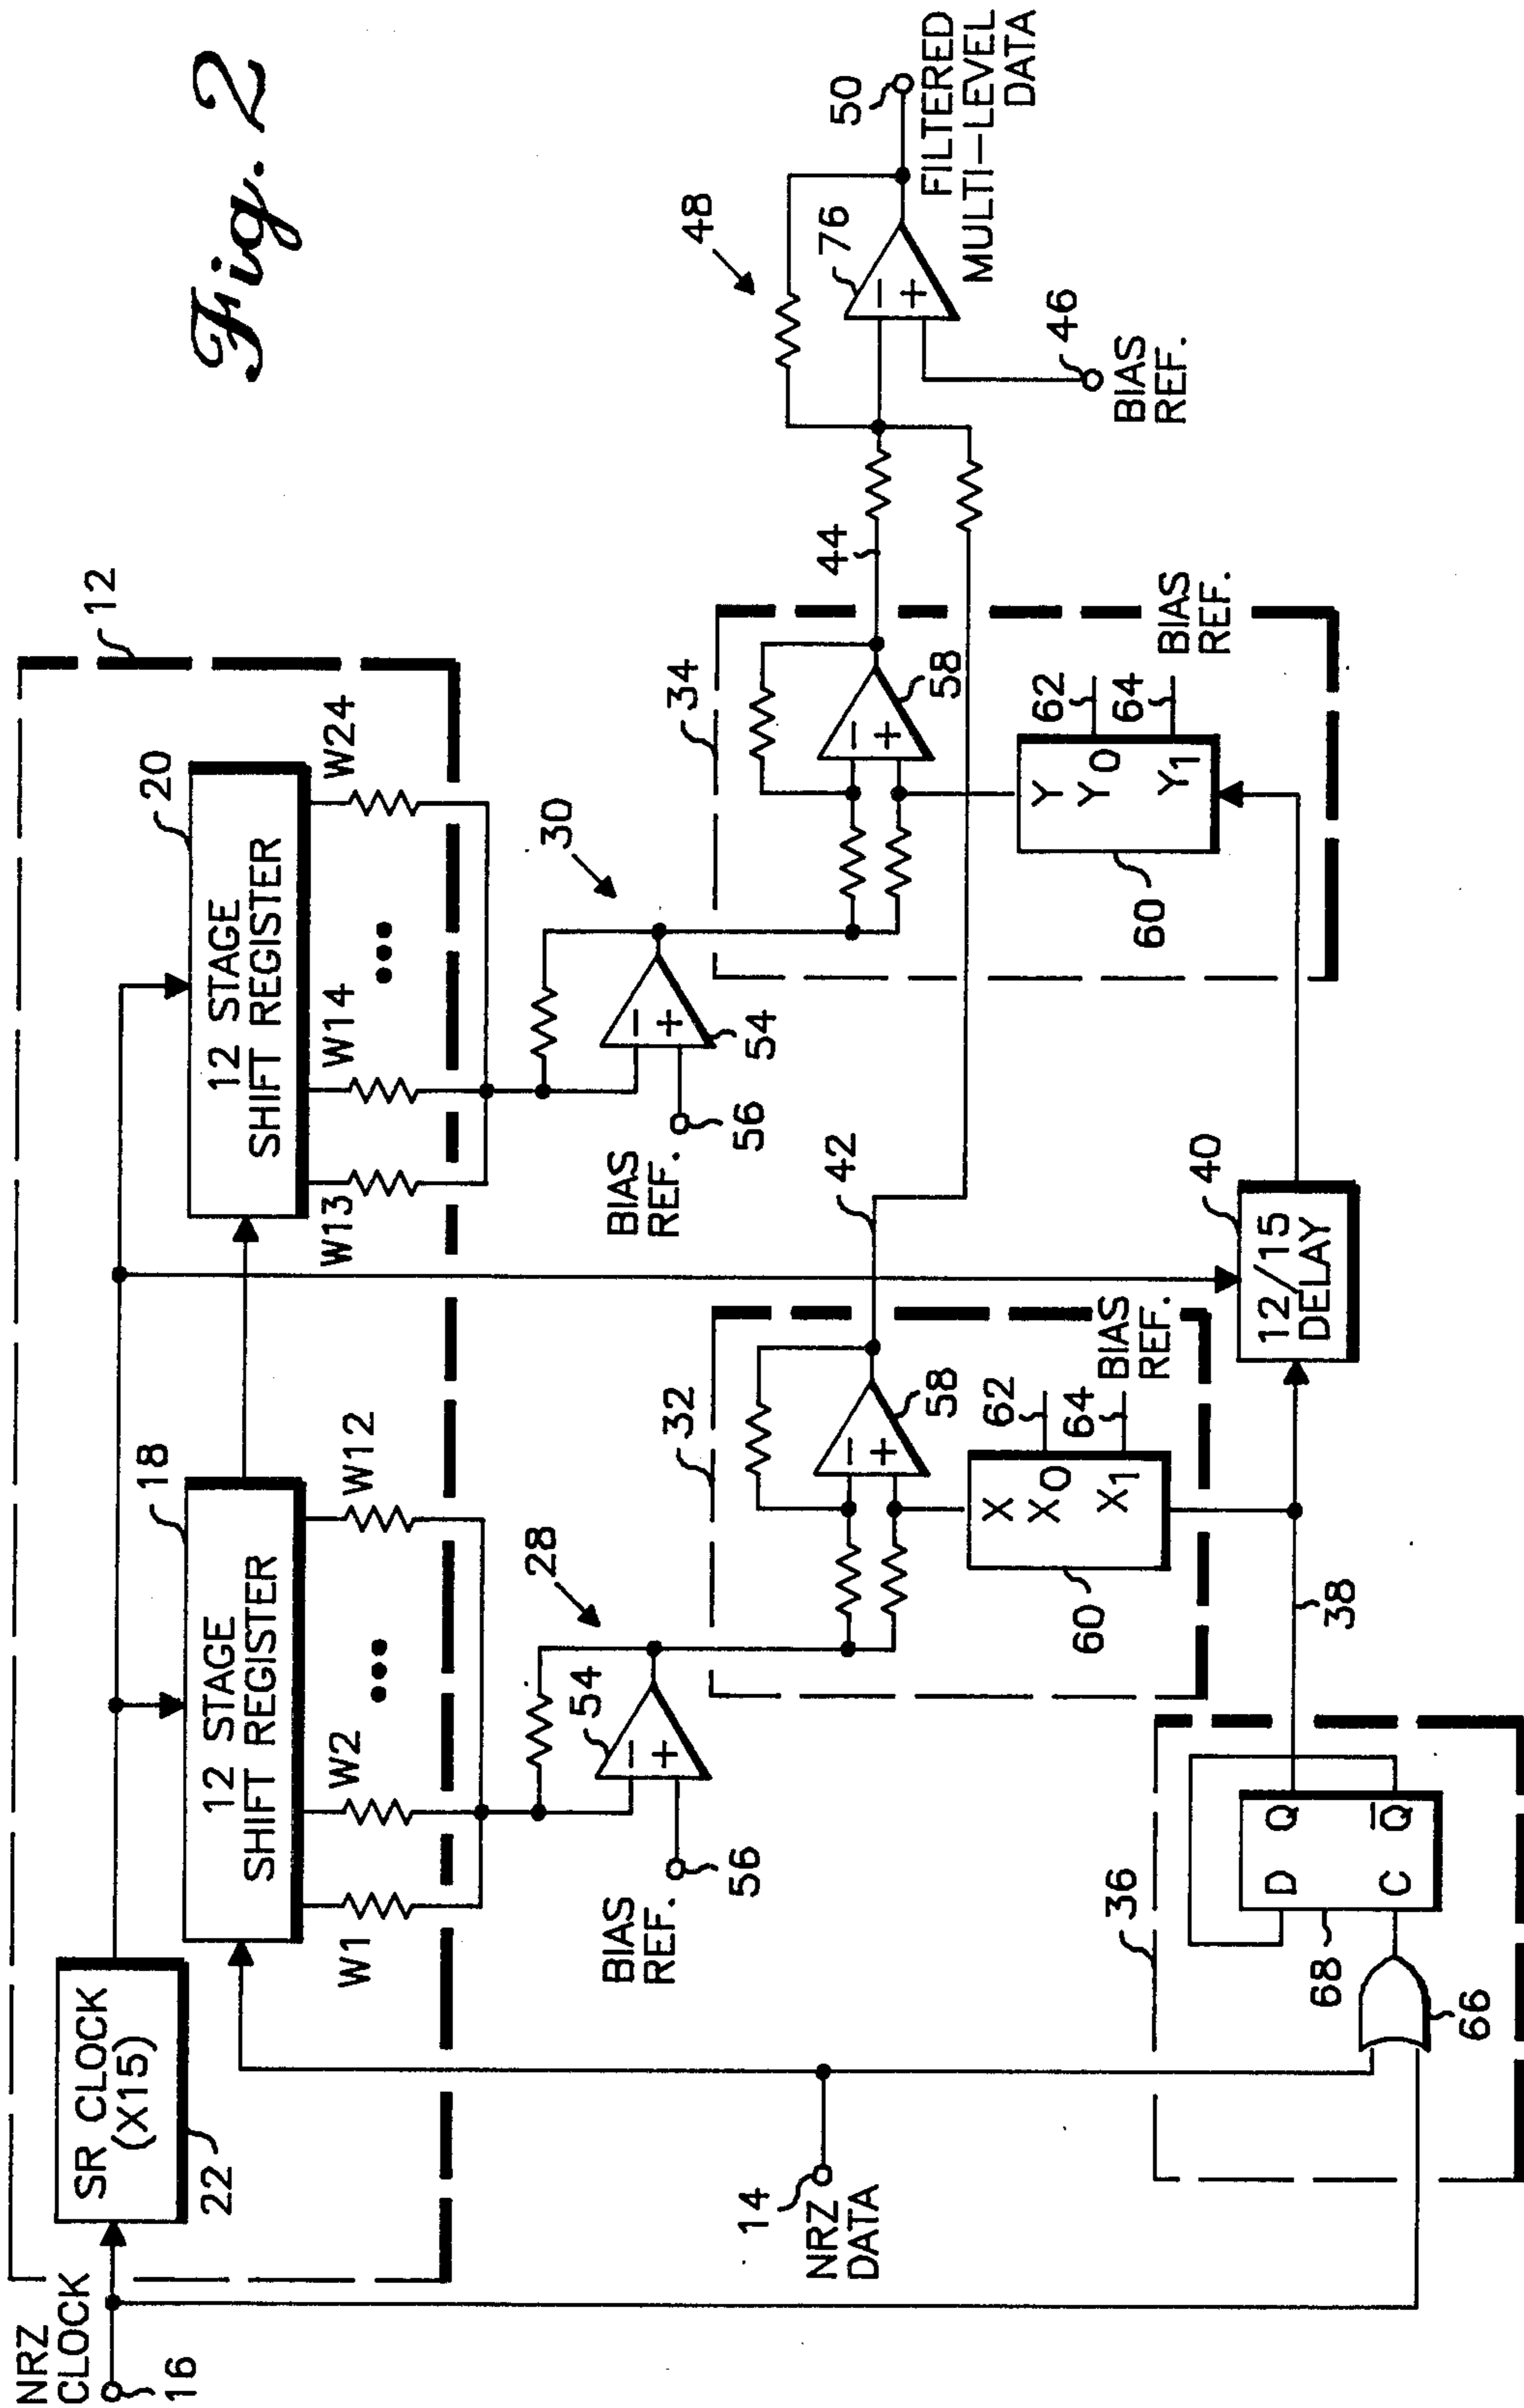 Fig. 2
NRZ
CLOCK
16
SR CLOCK
(X15)
22
12
18
12 STAGE
SHIFT REGISTER
20
12 STAGE
SHIFT REGISTER
W1
W2
•••
W12
W13
W14
•••
W24
28
54
−
+
56
BIAS
REF.
30
54
−
+
56
BIAS
REF.
14
NRZ
DATA
32
−
+
58
X
X0
X1
60
62
64
BIAS
REF.
42
34
−
+
58
Y
Y0
Y1
60
62
64
BIAS
REF.
44
48
76
−
+
46
BIAS
REF.
50
FILTERED
MULTI-LEVEL
DATA
36
D
Q
C
Q̅
68
66
38
40
12/15
DELAY